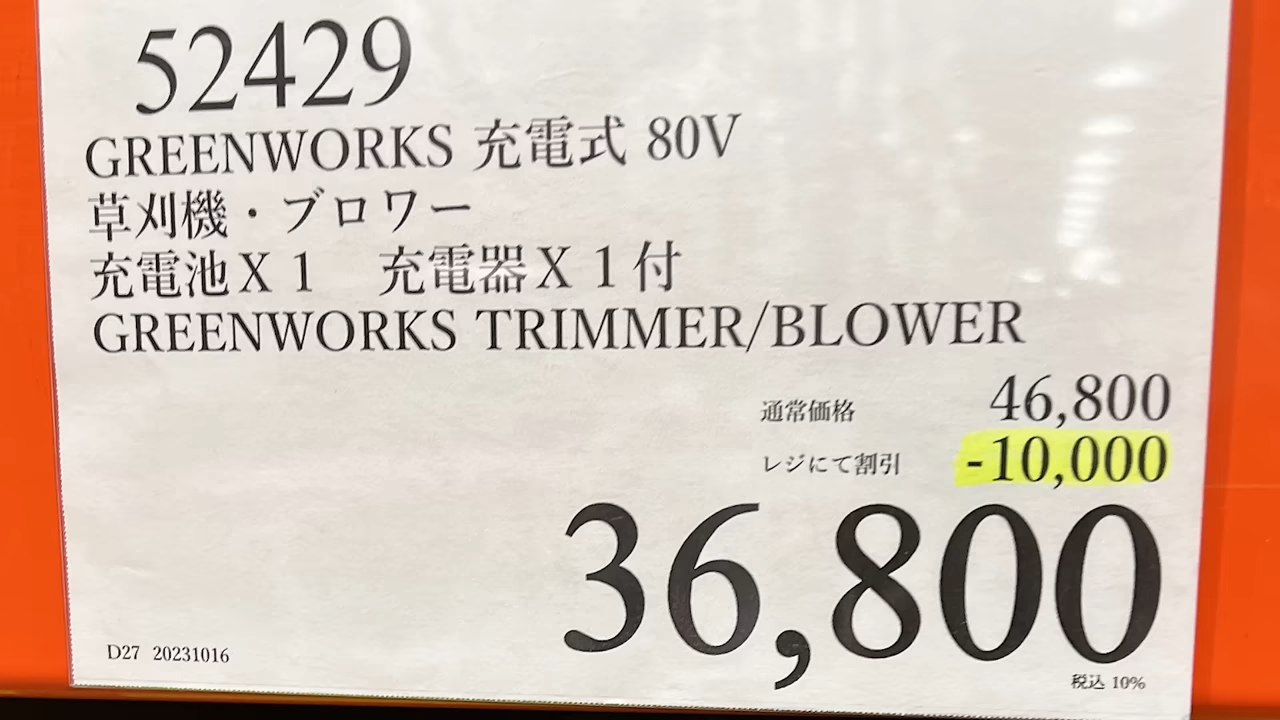 52429
GREENWORKS 充電式 80V
草刈機・ブロワー
充電池X 1　充電器X 1 付
GREENWORKS TRIMMER/BLOWER
通常価格 46,800
レジにて割引 -10,000
36,800
D27 20231016
税込 10%